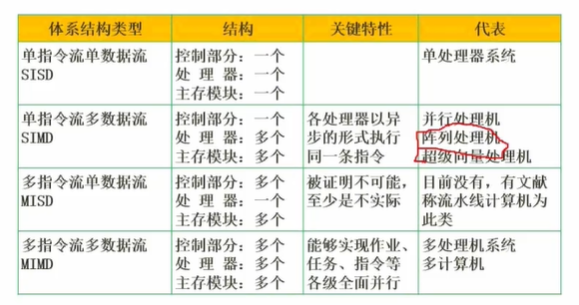 体系结构类型 结构 关键特性 代表
单指令流单数据流
SISD
控制部分：一个
处 理 器：一个
主存模块：一个
单处理器系统
单指令流多数据流
SIMD
控制部分：一个
处 理 器：多个
主存模块：多个
各处理器以异
步的形式执行
同一条指令
并行处理机
阵列处理机
超级向量处理机
多指令流单数据流
MISD
控制部分：多个
处 理 器：一个
主存模块：多个
被证明不可能，
至少是不实际
目前没有，有文献
称流水线计算机为
此类
多指令流多数据流
MIMD
控制部分：多个
处 理 器：多个
主存模块：多个
能够实现作业、
任务、指令等
各级全面并行
多处理机系统
多计算机